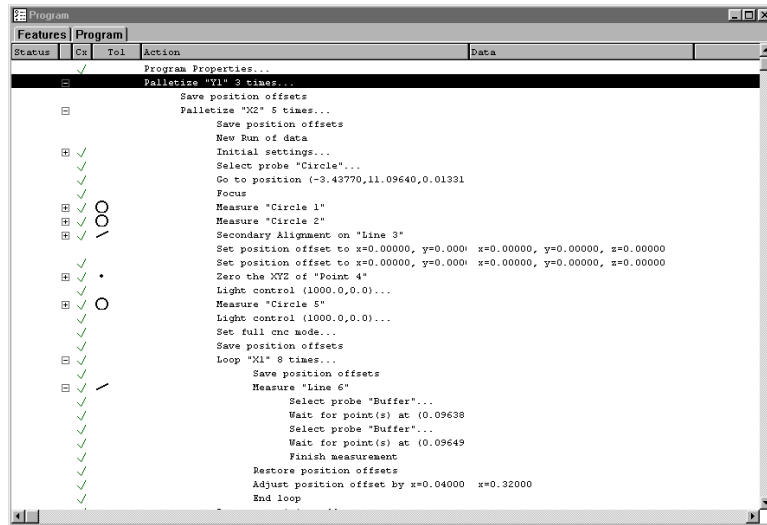 Program
Features Program
Status Cx Tol Action Data
Program Properties...
Palletize "Y1" 3 times...
Save position offsets
Palletize "X2" 5 times...
Save position offsets
New Run of data
Initial settings...
Select probe "Circle"...
Go to position (-3.43770,11.09640,0.01331
Focus
Measure "Circle 1"
Measure "Circle 2"
Secondary Alignment on "Line 3"
Set position offset to x=0.00000, y=0.000 x=0.00000, y=0.00000, z=0.00000
Set position offset to x=0.00000, y=0.000 x=0.00000, y=0.00000, z=0.00000
Zero the XYZ of "Point 4"
Light control (1000.0,0.0)...
Measure "Circle 5"
Light control (1000.0,0.0)...
Set full cnc mode...
Save position offsets
Loop "X1" 8 times...
Save position offsets
Measure "Line 6"
Select probe "Buffer"...
Wait for point(s) at (0.09638
Select probe "Buffer"...
Wait for point(s) at (0.09649
Finish measurement
Restore position offsets
Adjust position offset by x=0.04000 x=0.32000
End loop